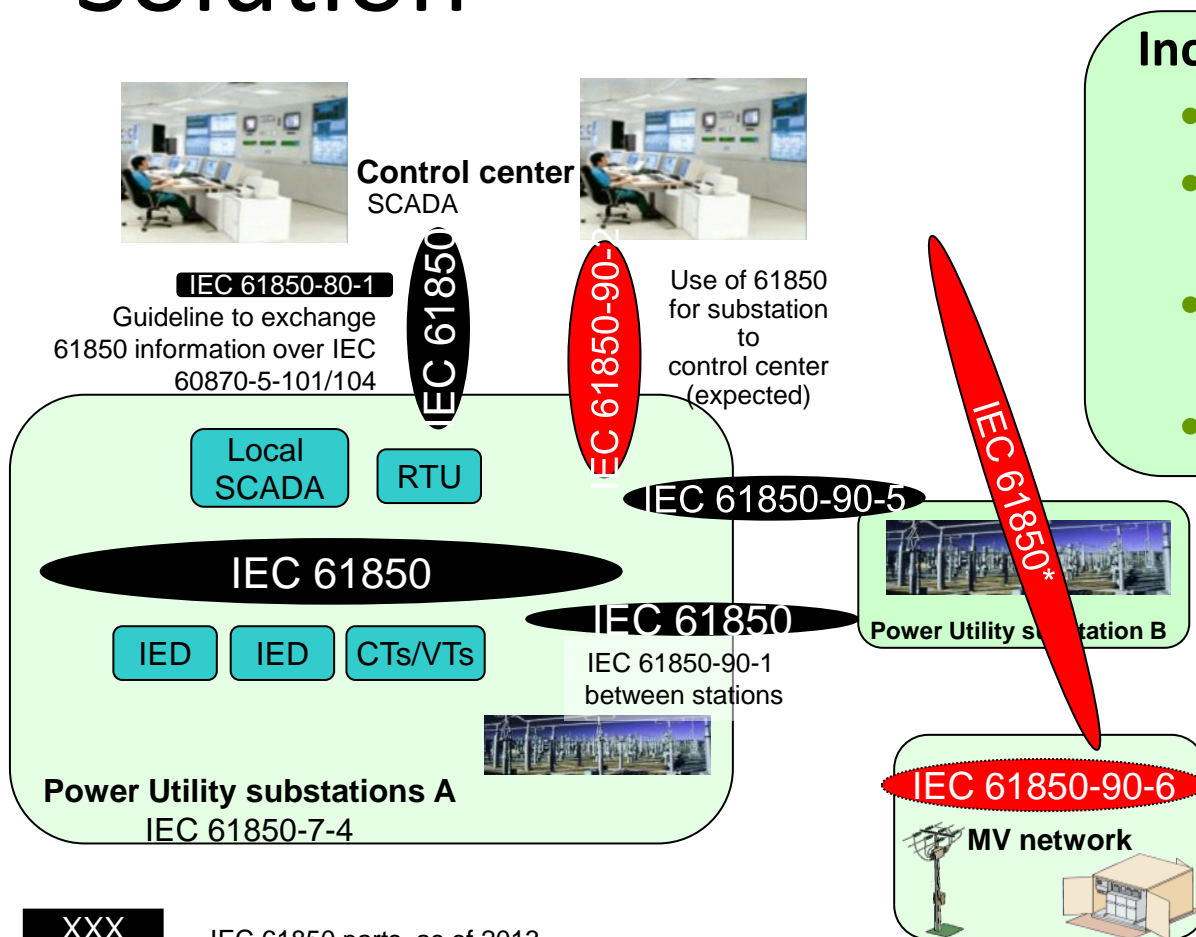 Solution
Control center
SCADA
IEC 61850-80-1
Guideline to exchange
61850 information over IEC
60870-5-101/104
IEC 61850
IEC 61850-90-2
Use of 61850
for substation
to
control center
(expected)
IEC 61850*
Local
SCADA
RTU
IEC 61850-90-5
IEC 61850
IEC 61850
IED
IED
CTs/VTs
IEC 61850-90-1
between stations
Power Utility substation B
Power Utility substations A
IEC 61850-7-4
IEC 61850-90-6
MV network
XXX
IEC 61850 parts, as of 2012